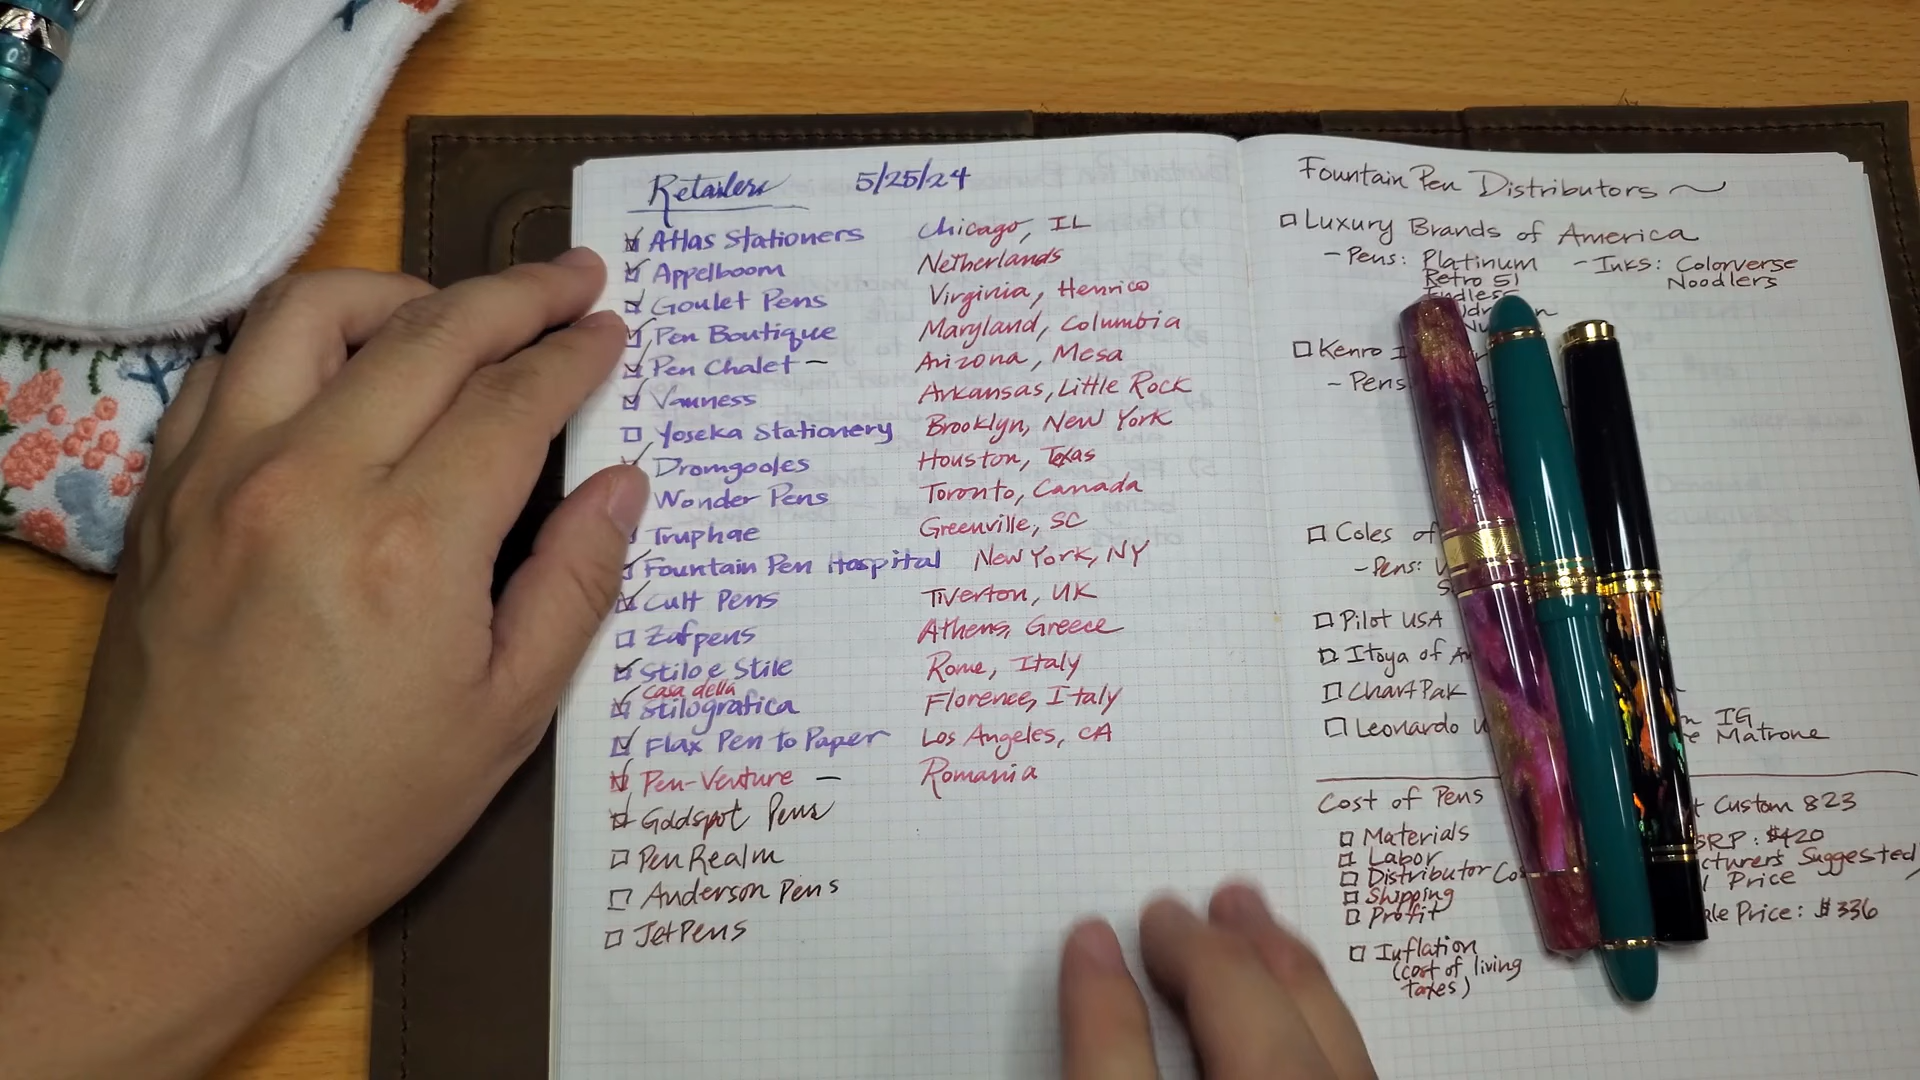 Retailers 5/25/24
Atlas Stationers Chicago, IL
Appelboom Netherlands
Goulet Pens Virginia, Henrico
Pen Boutique Maryland, Columbia
Pen Chalet — Arizona, Mesa
Vanness Arkansas, Little Rock
Yoseka Stationery Brooklyn, New York
Dromgooles Houston, Texas
Wonder Pens Toronto, Canada
Truphae Greenville, SC
Fountain Pen Hospital New York, NY
Cult Pens Tiverton, UK
Zafpens Athens, Greece
Stilo e Stile Rome, Italy
Casa della
Stilografica Florence, Italy
Flax Pen to Paper Los Angeles, CA
Pen-Venture — Romania
Goldspot Pens
Pen Realm
Anderson Pens
JetPens
Fountain Pen Distributors
Luxury Brands of America
- Pens: Platinum - Inks: Colorverse
Retro 51 Noodlers
Endless
Kenro
- Pens
Coles of
- Pens:
Pilot USA
Itoya of
ChartPak
Leonardo
IG
Matrone
Cost of Pens Custom 823
Materials
Labor
Distributor
Shipping
Profit
Inflation
(cost of living
taxes)
: $420
Suggested
Price
Price: $336